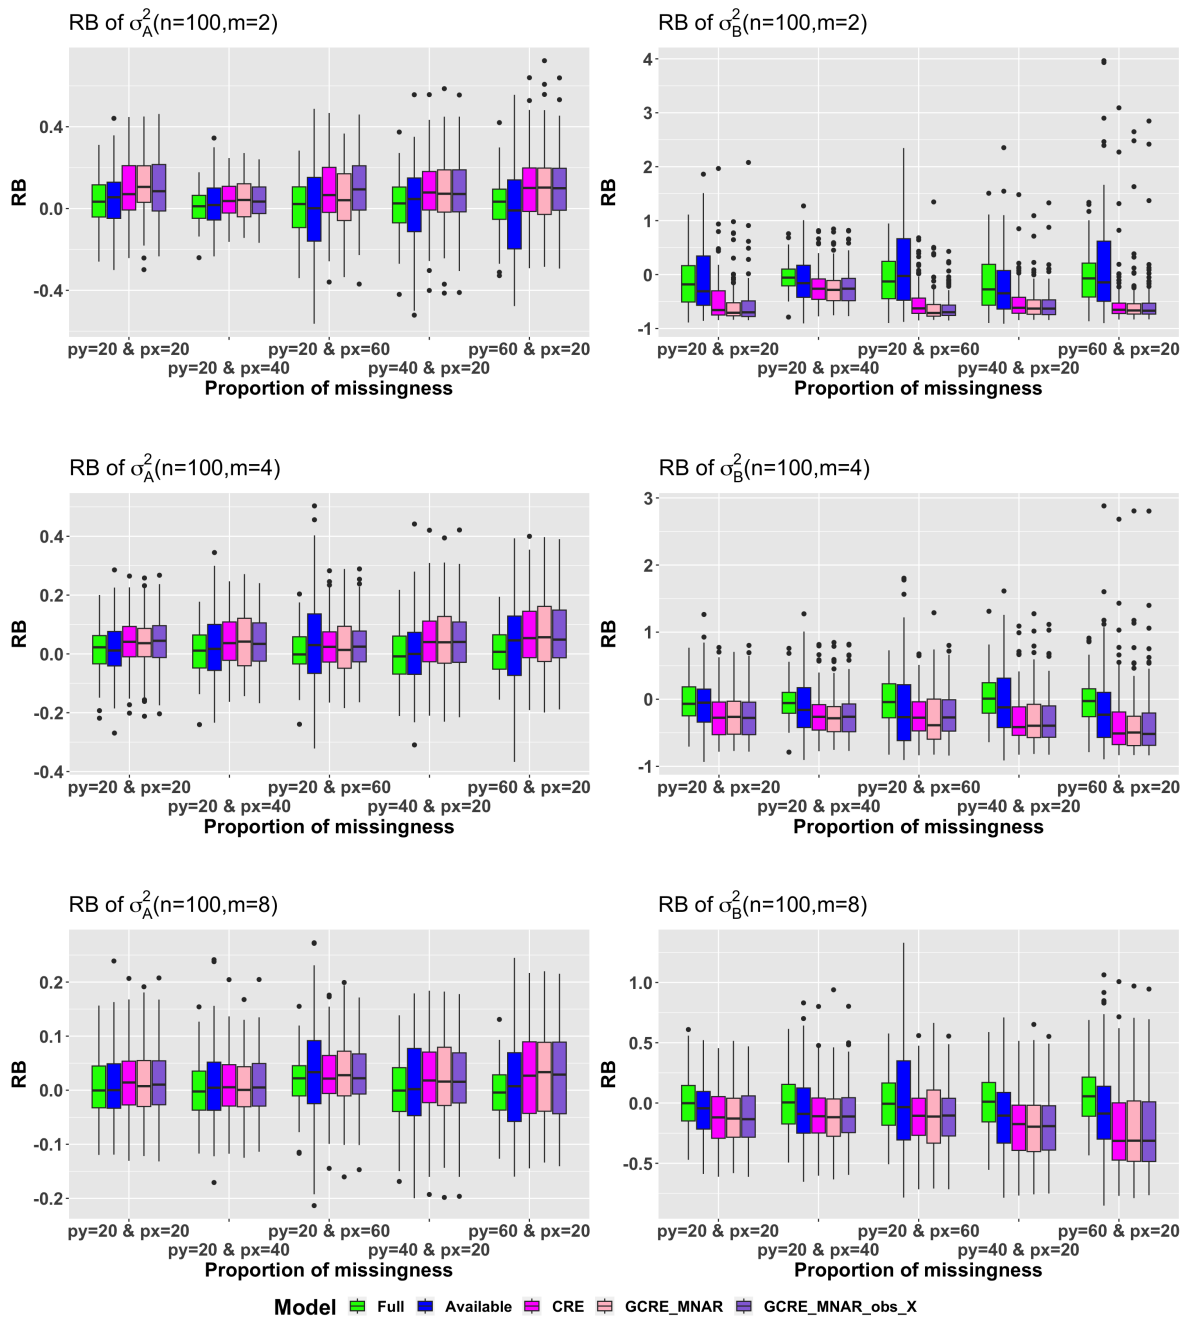 RB of σ²A(n=100,m=2)
RB
0.4
0.0
-0.4
py=20 & px=20 py=20 & px=60 py=60 & px=20
py=20 & px=40 py=40 & px=20
Proportion of missingness
RB of σ²B(n=100,m=2)
RB
4
3
2
1
0
-1
py=20 & px=20 py=20 & px=60 py=60 & px=20
py=20 & px=40 py=40 & px=20
Proportion of missingness
RB of σ²A(n=100,m=4)
RB
0.4
0.2
0.0
-0.2
-0.4
py=20 & px=20 py=20 & px=60 py=60 & px=20
py=20 & px=40 py=40 & px=20
Proportion of missingness
RB of σ²B(n=100,m=4)
RB
3
2
1
0
-1
py=20 & px=20 py=20 & px=60 py=60 & px=20
py=20 & px=40 py=40 & px=20
Proportion of missingness
RB of σ²A(n=100,m=8)
RB
0.2
0.1
0.0
-0.1
-0.2
py=20 & px=20 py=20 & px=60 py=60 & px=20
py=20 & px=40 py=40 & px=20
Proportion of missingness
RB of σ²B(n=100,m=8)
RB
1.0
0.5
0.0
-0.5
py=20 & px=20 py=20 & px=60 py=60 & px=20
py=20 & px=40 py=40 & px=20
Proportion of missingness
Model Full Available CRE GCRE_MNAR GCRE_MNAR_obs_X